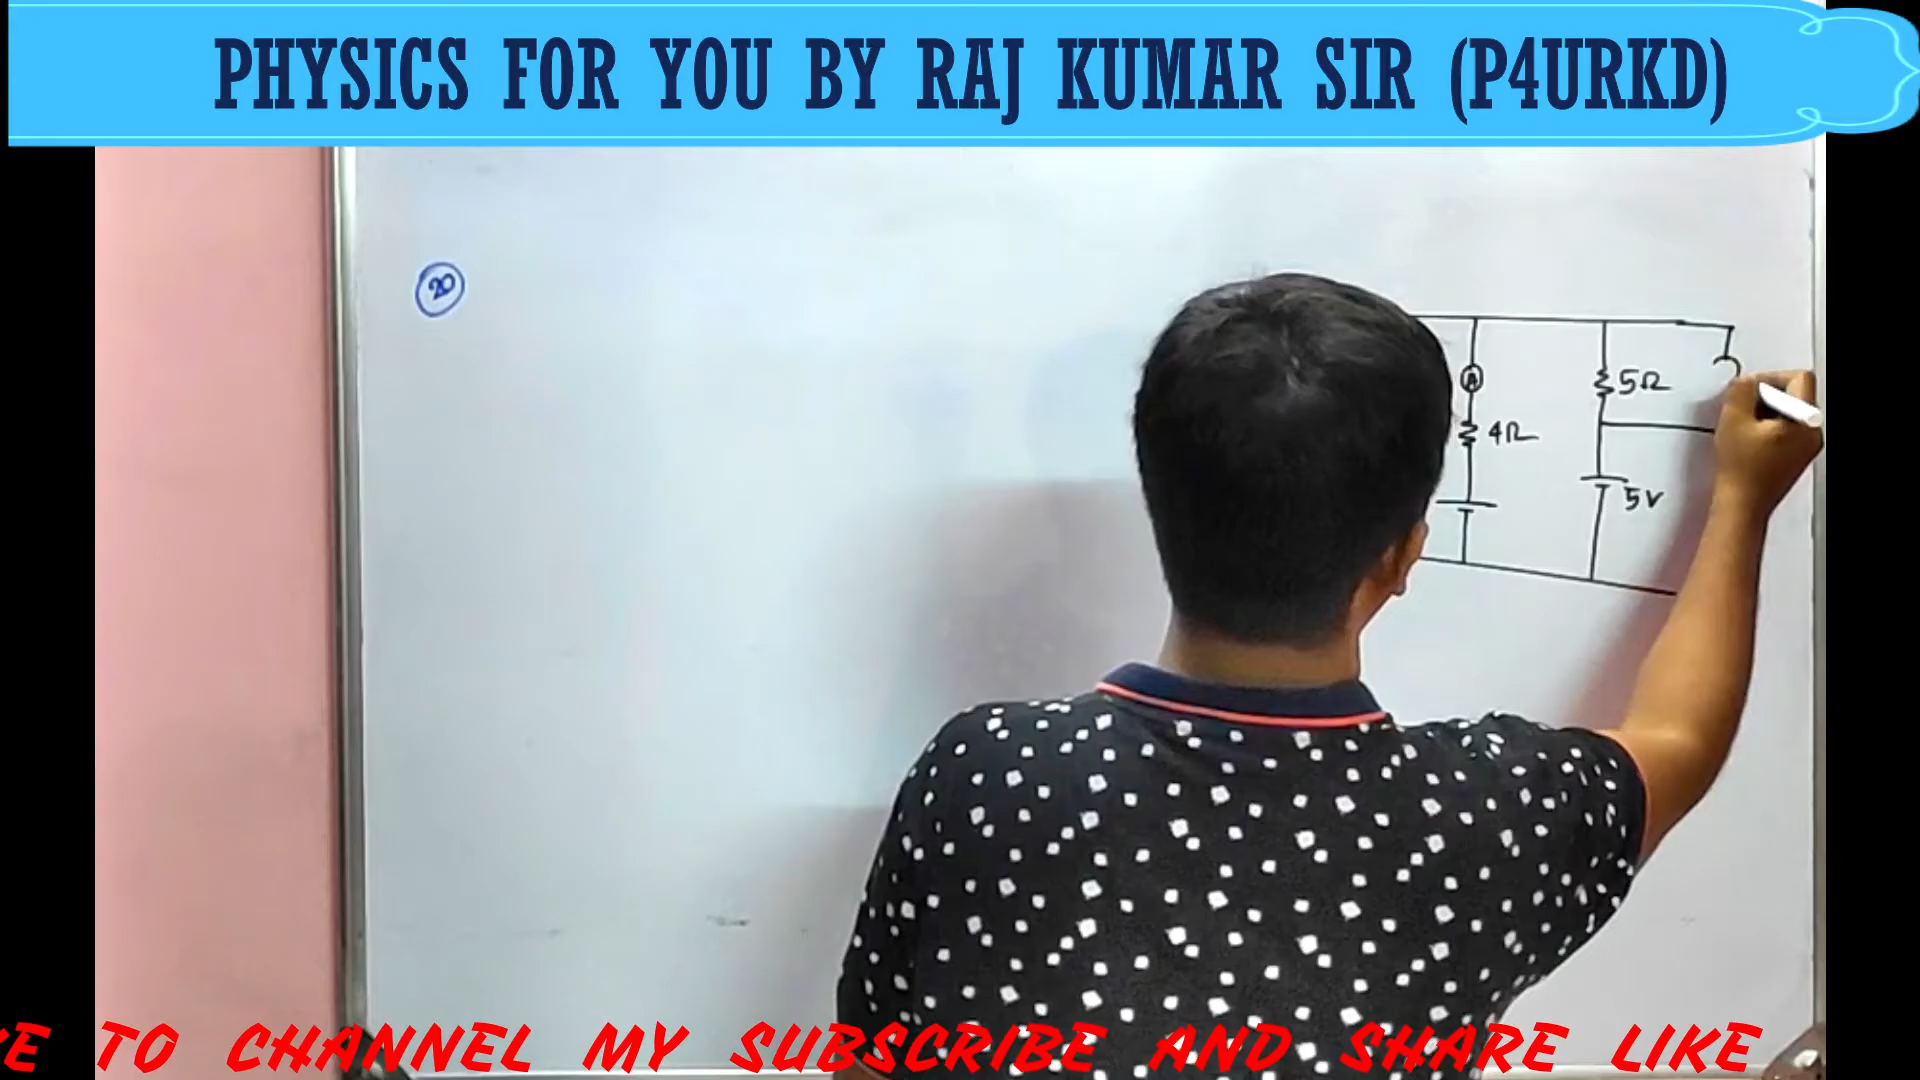 PHYSICS FOR YOU BY RAJ KUMAR SIR (P4URKD)
20
A
5Ω
4Ω
5V
TO CHANNEL MY SUBSCRIBE AND SHARE LIKE